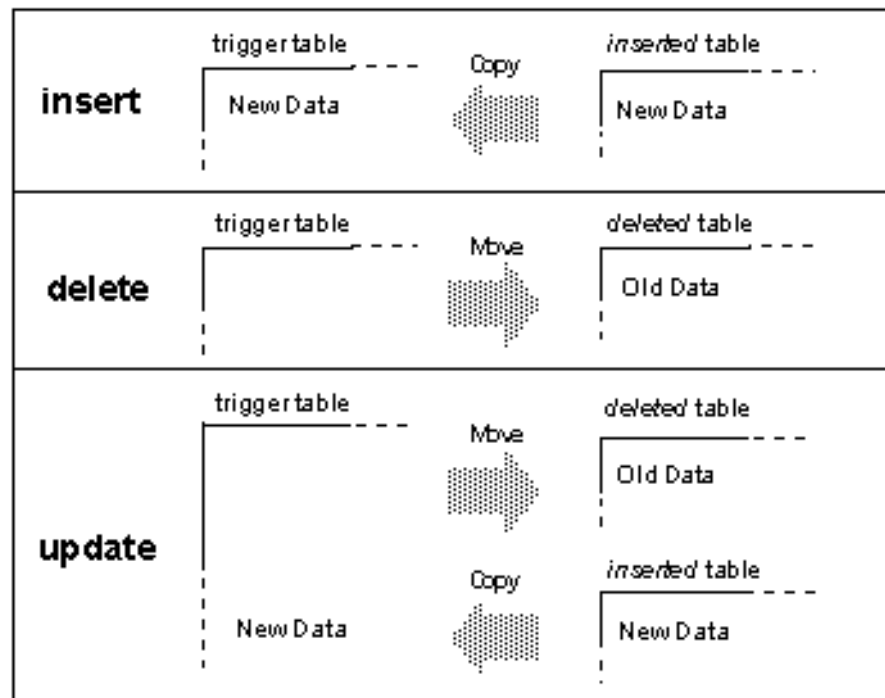 trigger table
Copy
inserted table
insert
New Data
New Data
trigger table
Move
deleted table
delete
Old Data
trigger table
Move
deleted table
Old Data
update
Copy
inserted table
New Data
New Data